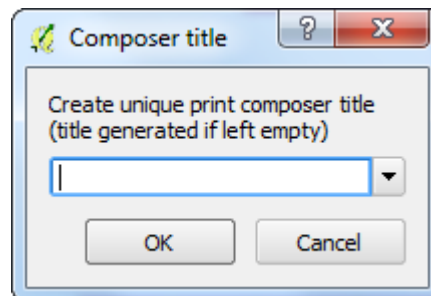 Composer title
Create unique print composer title
(title generated if left empty)
OK
Cancel